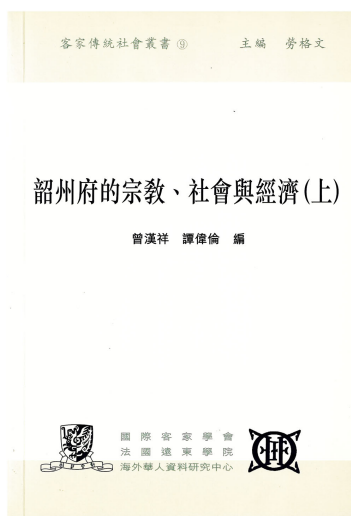 客家傳統社會叢書⑨ 主編 勞格文
韶州府的宗教、社會與經濟(上)
曾漢祥 譚偉倫 編
國際客家學會
法國遠東學院
海外華人資料研究中心